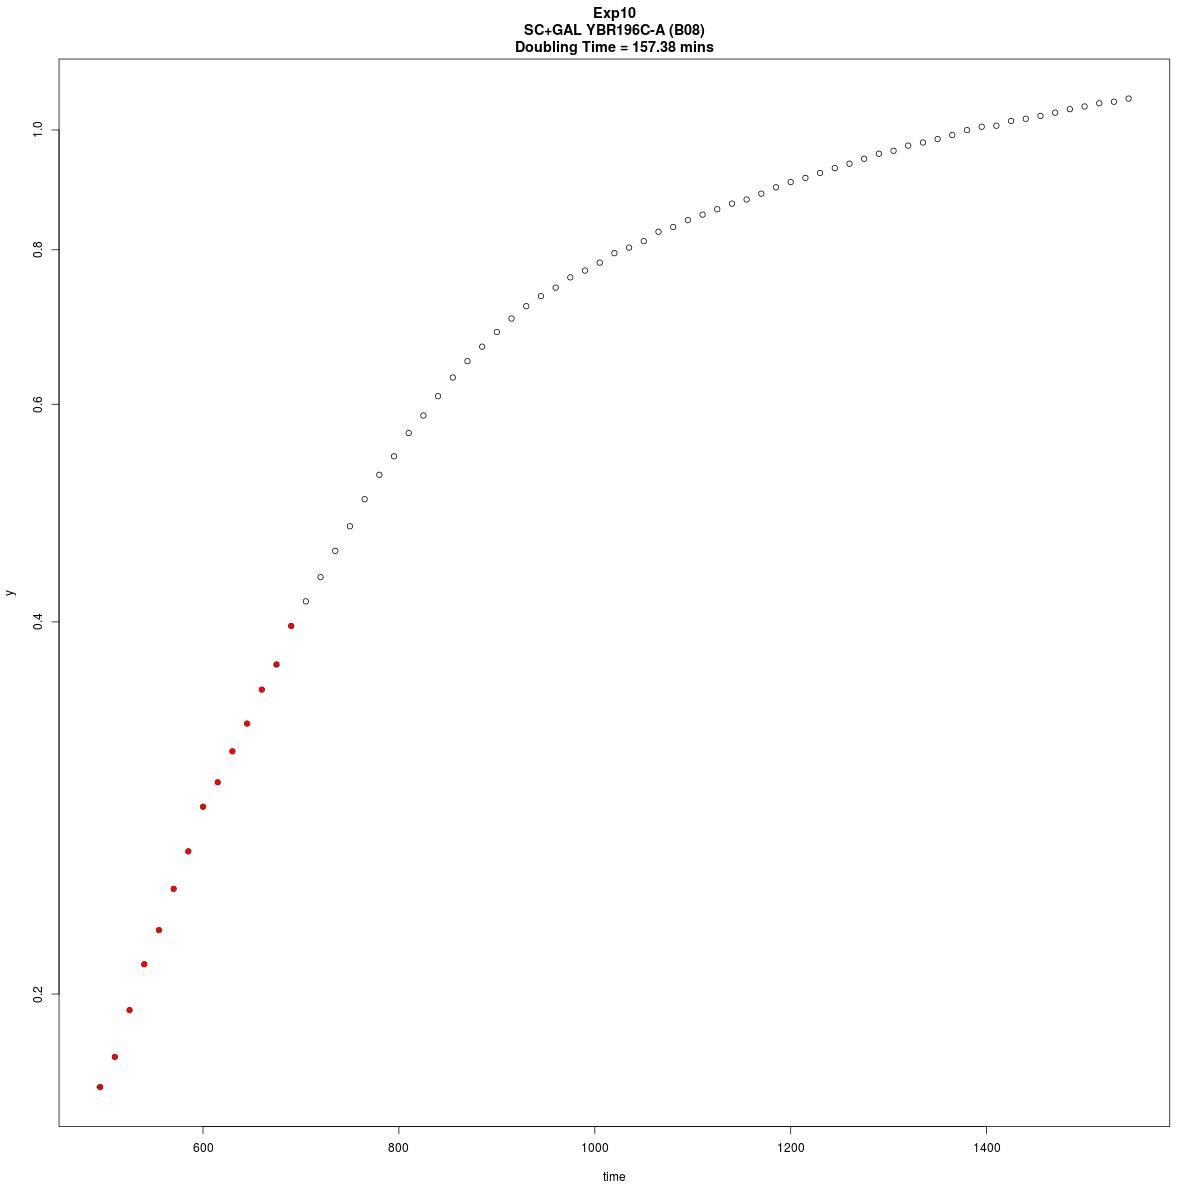 Exp10
SC+GAL YBR196C-A (B08)
Doubling Time = 157.38 mins
1.0
0.8
0.6
0.4
0.2
y
600 800 1000 1200 1400
time